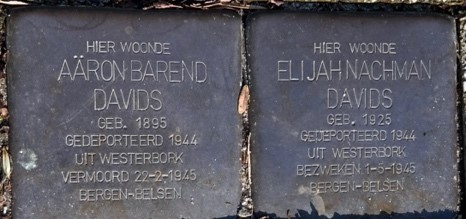 HIER WOONDE
AÄRON BAREND
DAVIDS
GEB. 1895
GEDEPORTEERD 1944
UIT WESTERBORK
VERMOORD 22-2-1945
BERGEN-BELSEN
HIER WOONDE
ELIJAH NACHMAN
DAVIDS
GEB. 1925
GEDEPORTEERD 1944
UIT WESTERBORK
BEZWEKEN 1-5-1945
BERGEN-BELSEN